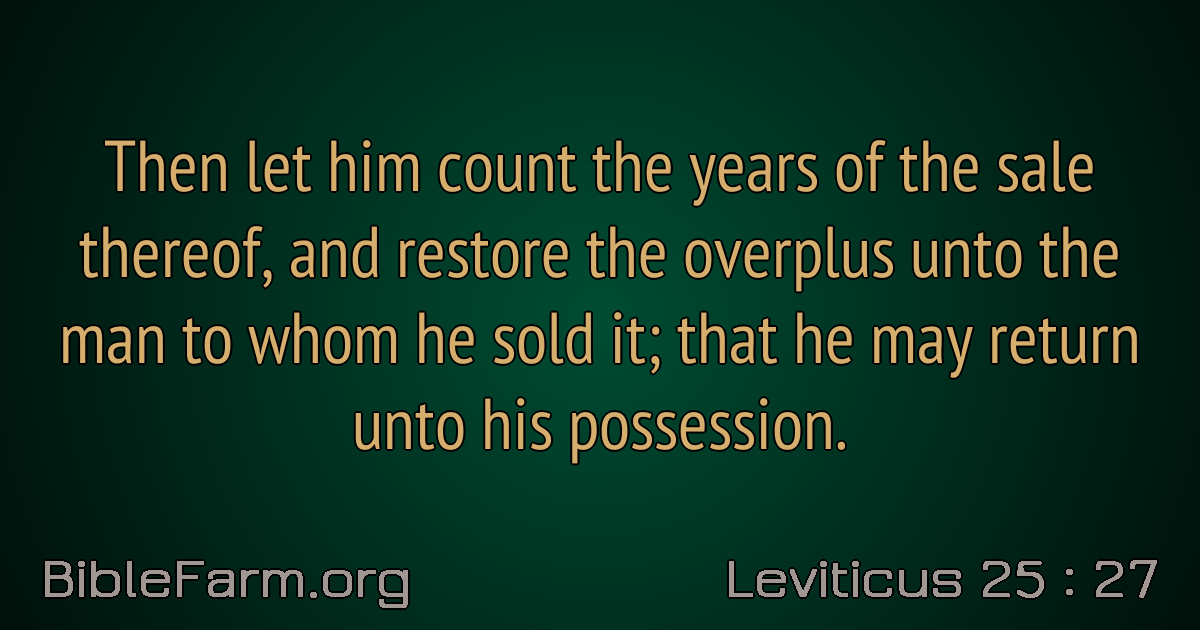 Then let him count the years of the sale
thereof, and restore the overplus unto the
man to whom he sold it; that he may return
unto his possession.
BibleFarm.org
Leviticus 25 : 27